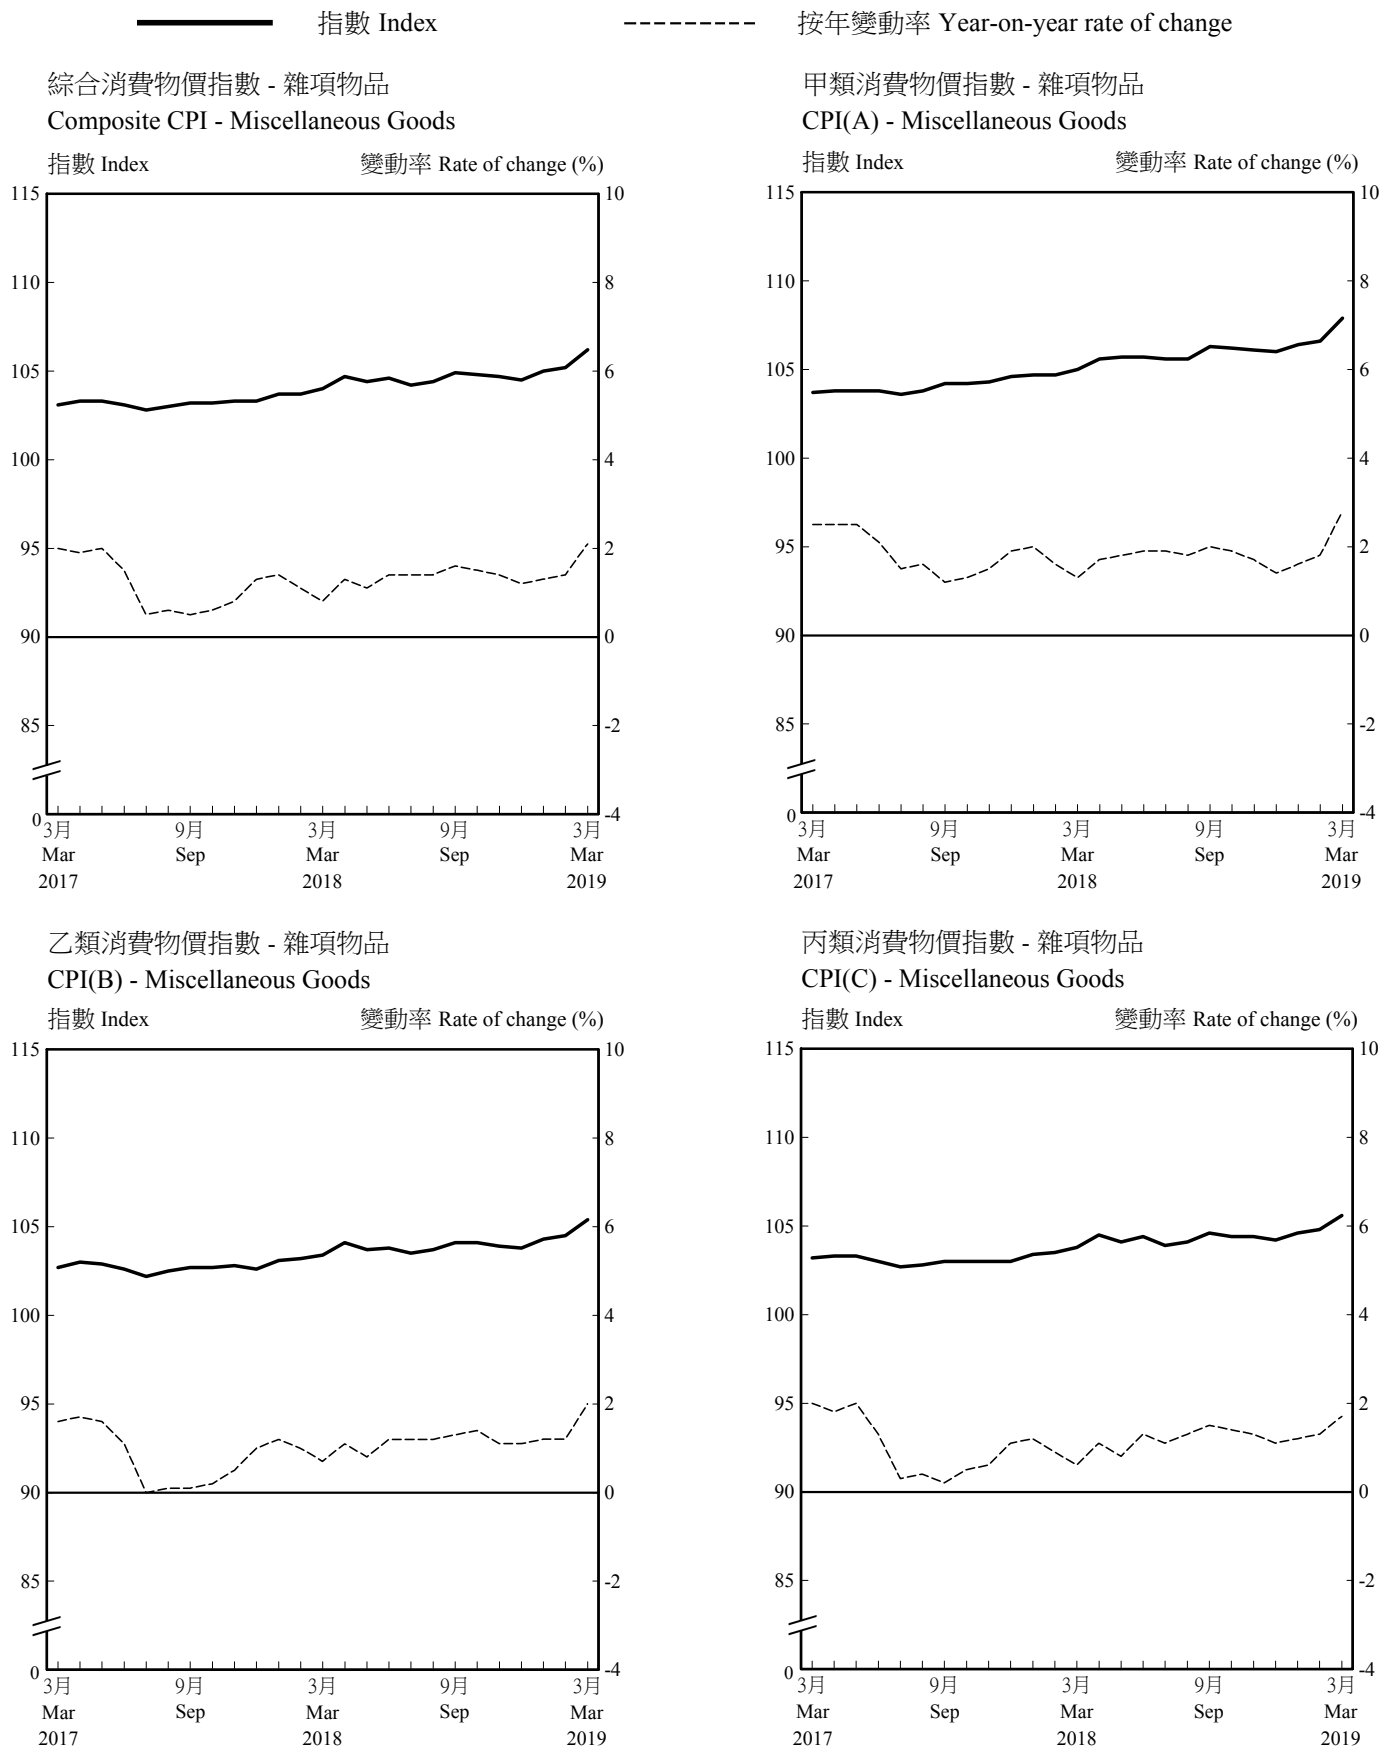 指數 Index
按年變動率 Year-on-year rate of change
綜合消費物價指數 - 雜項物品
Composite CPI - Miscellaneous Goods
指數 Index
變動率 Rate of change (%)
115
110
105
100
95
90
85
0
10
8
6
4
2
0
-2
-4
3月 9月 3月 9月 3月
Mar Sep Mar Sep Mar
2017 2018 2019
甲類消費物價指數 - 雜項物品
CPI(A) - Miscellaneous Goods
指數 Index
變動率 Rate of change (%)
115
110
105
100
95
90
85
0
10
8
6
4
2
0
-2
-4
3月 9月 3月 9月 3月
Mar Sep Mar Sep Mar
2017 2018 2019
乙類消費物價指數 - 雜項物品
CPI(B) - Miscellaneous Goods
指數 Index
變動率 Rate of change (%)
115
110
105
100
95
90
85
0
10
8
6
4
2
0
-2
-4
3月 9月 3月 9月 3月
Mar Sep Mar Sep Mar
2017 2018 2019
丙類消費物價指數 - 雜項物品
CPI(C) - Miscellaneous Goods
指數 Index
變動率 Rate of change (%)
115
110
105
100
95
90
85
0
10
8
6
4
2
0
-2
-4
3月 9月 3月 9月 3月
Mar Sep Mar Sep Mar
2017 2018 2019